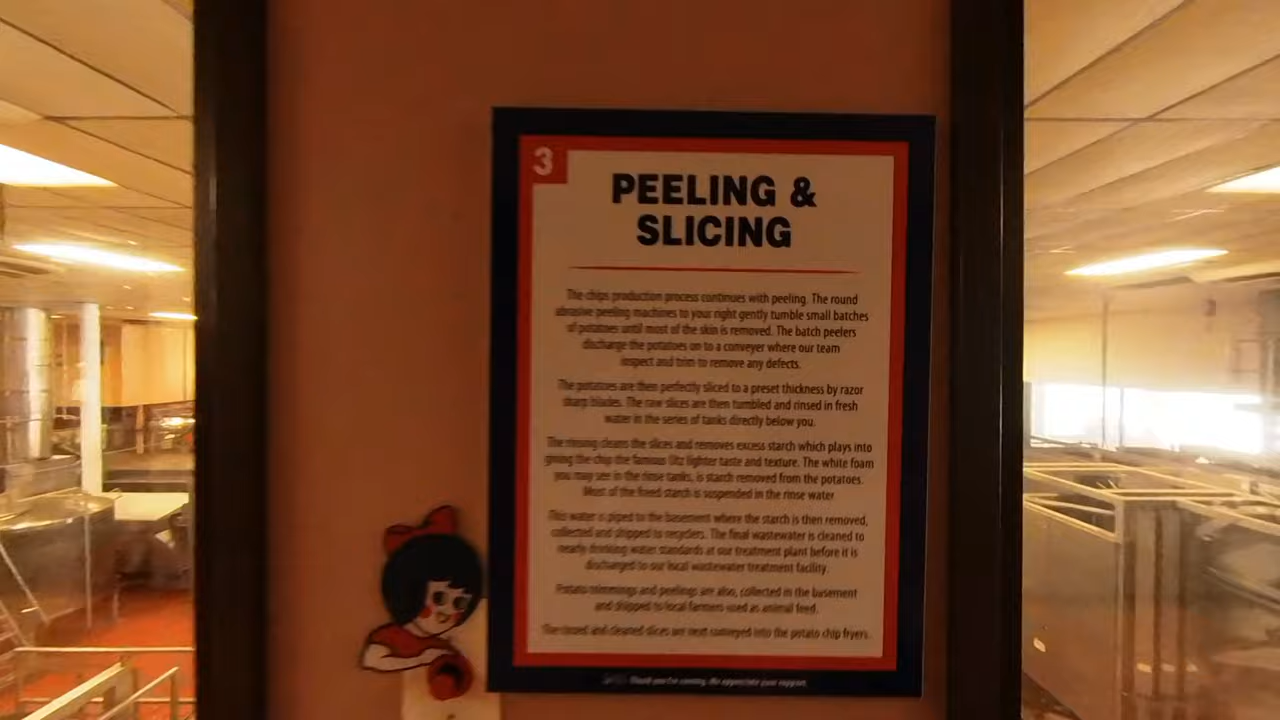 3
PEELING &
SLICING
The chips production process continues with peeling. The round
abrasive peeling machines to your right gently tumble small batches
of potatoes until most of the skin is removed. The batch peelers
discharge the potatoes on to a conveyer where our team
inspect and trim to remove any defects.
The potatoes are then perfectly sliced to a preset thickness by razor
sharp blades. The raw slices are then tumbled and rinsed in fresh
water in the series of tanks directly below you.
The rinsing cleans the slices and removes excess starch which plays into
giving the chip the famous Utz lighter taste and texture. The white foam
you may see in the rinse tanks, is starch removed from the potatoes.
Most of the freed starch is suspended in the rinse water
This water is piped to the basement where the starch is then removed,
collected and shipped to recyclers. The final wastewater is cleaned to
nearly drinking water standards at our treatment plant before it is
discharged to our local wastewater treatment facility.
Potato trimmings and peelings are also, collected in the basement
and shipped to local farmers used as animal feed.
The rinsed and cleaned slices are next conveyed into the potato chip fryers.
Thank you for coming. We appreciate your support.